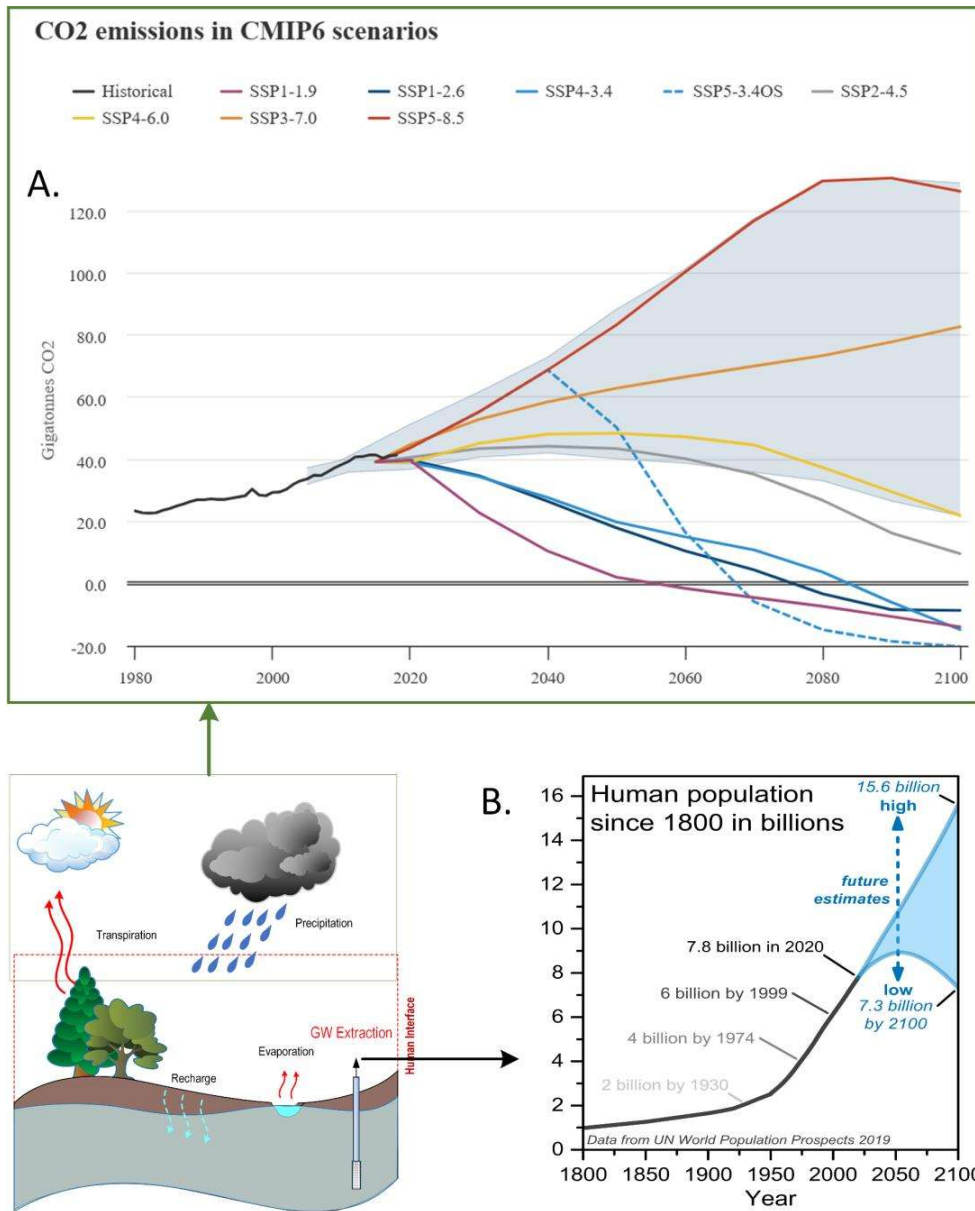 CO2 emissions in CMIP6 scenarios
Historical SSP1-1.9 SSP1-2.6 SSP4-3.4 SSP5-3.4OS SSP2-4.5
SSP4-6.0 SSP3-7.0 SSP5-8.5
A.
Gigatonnes CO2
120.0
100.0
80.0
60.0
40.0
20.0
0.0
-20.0
1980 2000 2020 2040 2060 2080 2100
Transpiration
Precipitation
GW Extraction
Human Interface
Evaporation
Recharge
B.
Human population
since 1800 in billions
15.6 billion
high
future
estimates
7.8 billion in 2020
low
7.3 billion
by 2100
6 billion by 1999
4 billion by 1974
2 billion by 1930
Data from UN World Population Prospects 2019
16
14
12
10
8
6
4
2
0
1800 1850 1900 1950 2000 2050 2100
Year